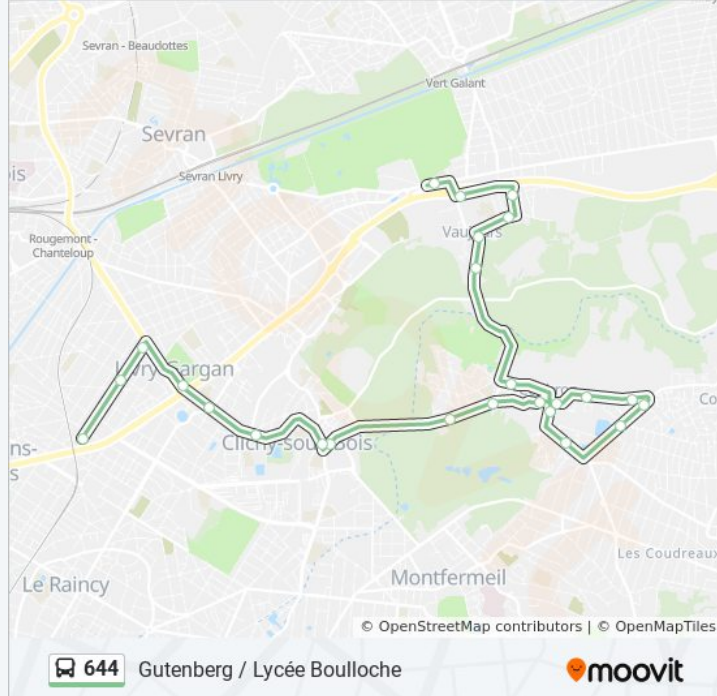 Sevran - Beaudottes
Vert Galant
Sevran
Sevran Livry
Rougemont -
Chanteloup
Livry-Gargan
Clichy-sous-Bois
Les Coudreaux
Le Raincy
Montfermeil
© OpenStreetMap contributors | © OpenMapTiles
644 Gutenberg / Lycée Boulloche
moovit